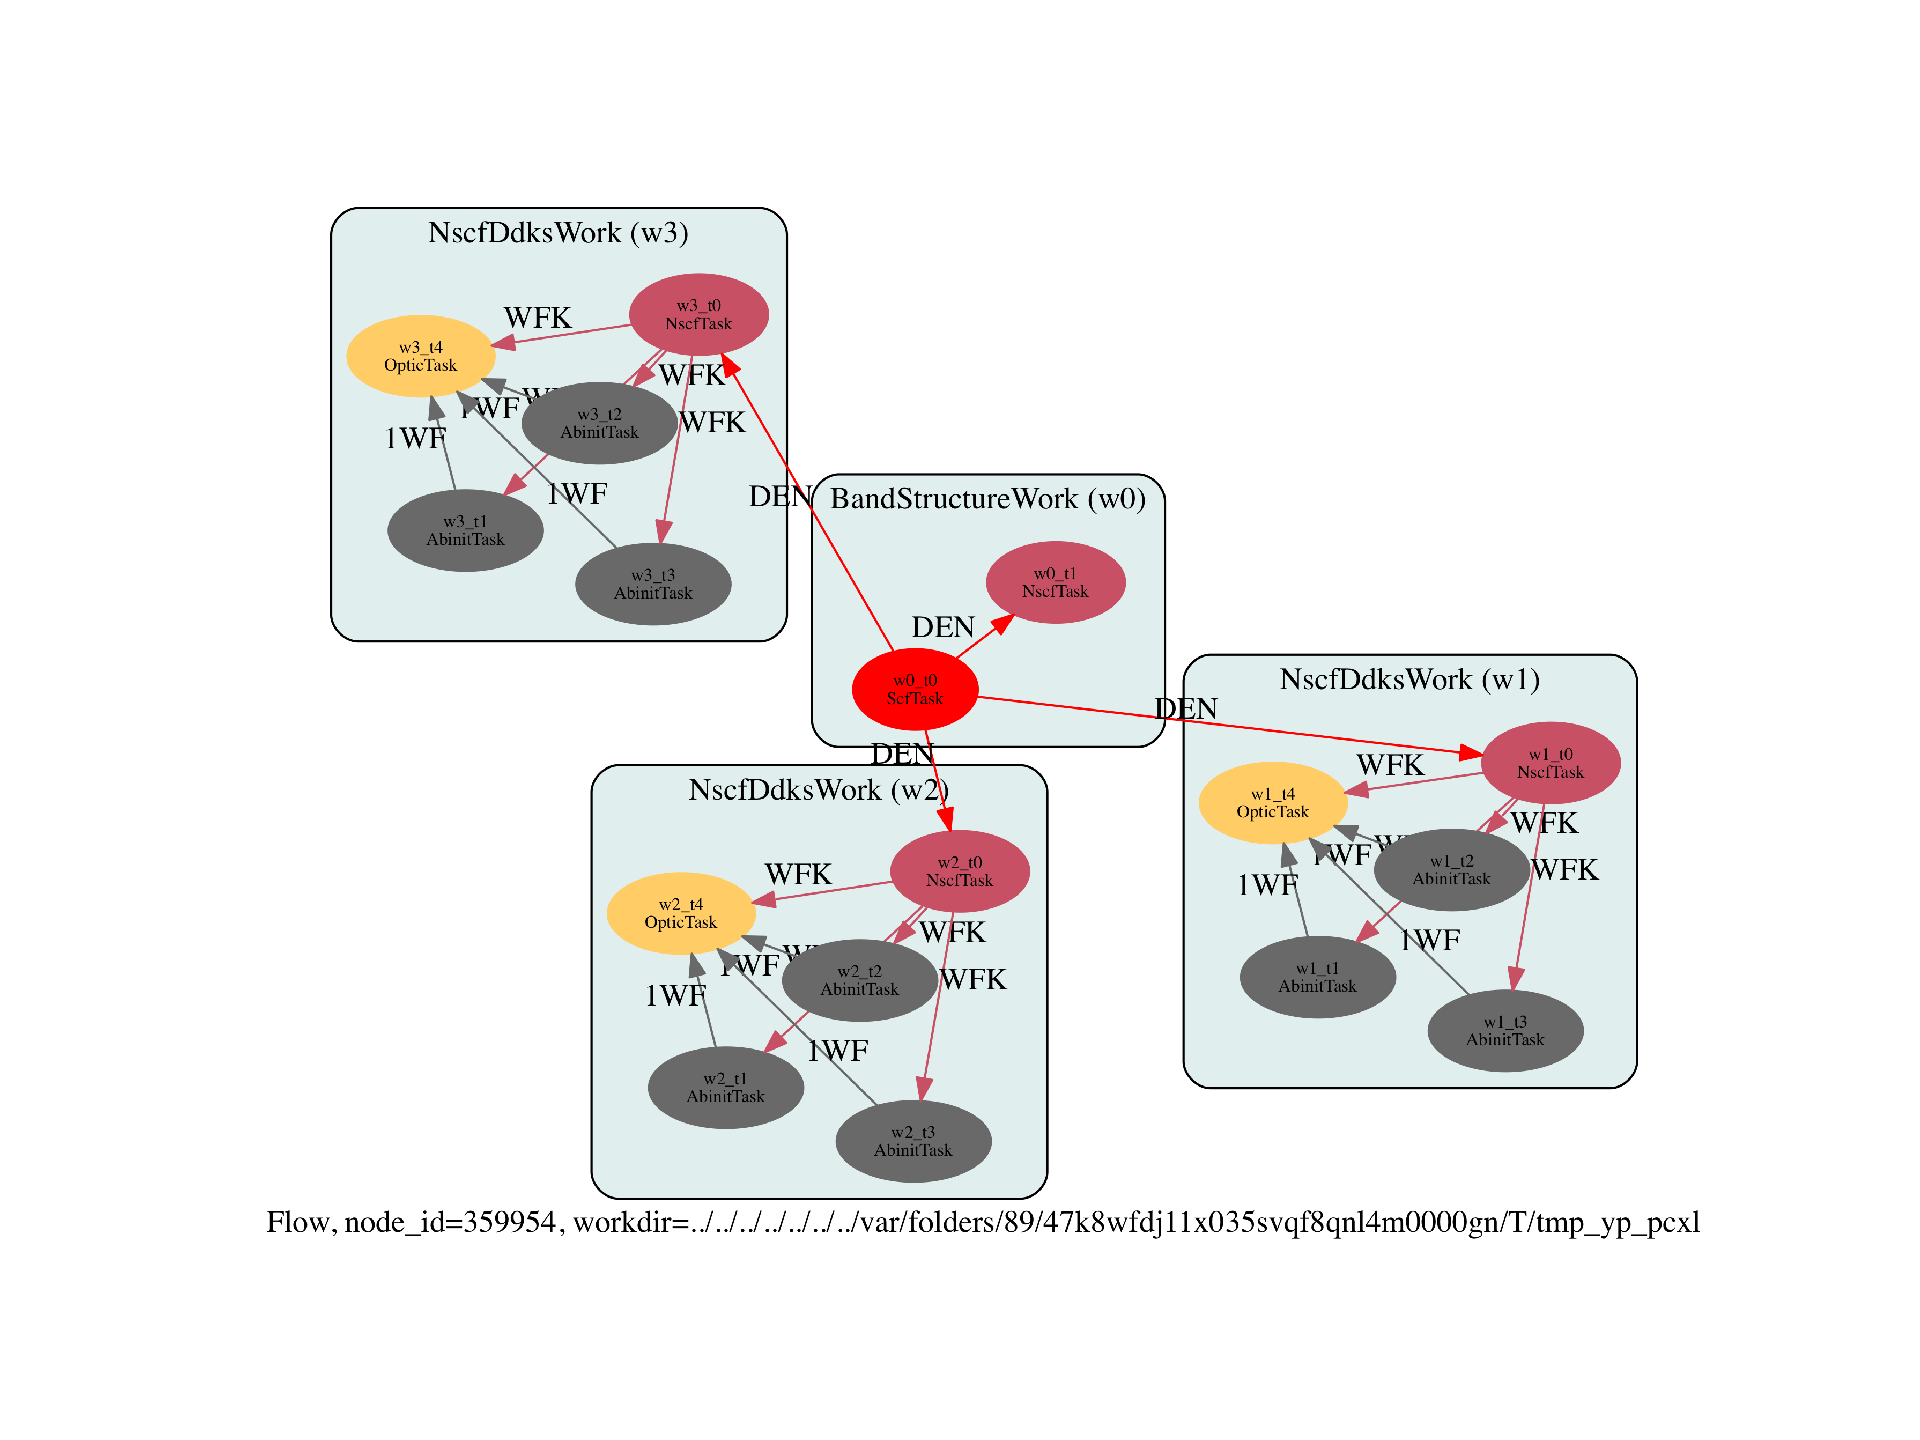 NscfDdksWork (w3)
w3_t0
NscfTask
WFK
w3_t4
OpticTask
WFK
1WF
w3_t2
AbinitTask
WFK
1WF
1WF
w3_t1
AbinitTask
w3_t3
AbinitTask
DEN
BandStructureWork (w0)
w0_t1
NscfTask
DEN
w0_t0
ScfTask
DEN
DEN
NscfDdksWork (w1)
w1_t0
NscfTask
WFK
w1_t4
OpticTask
WFK
1WF
w1_t2
AbinitTask
WFK
1WF
1WF
w1_t1
AbinitTask
w1_t3
AbinitTask
NscfDdksWork (w2)
w2_t0
NscfTask
WFK
w2_t4
OpticTask
WFK
1WF
w2_t2
AbinitTask
WFK
1WF
1WF
w2_t1
AbinitTask
w2_t3
AbinitTask
Flow, node_id=359954, workdir=../../../../../../../var/folders/89/47k8wfdj11x035svqf8qnl4m0000gn/T/tmp_yp_pcxl